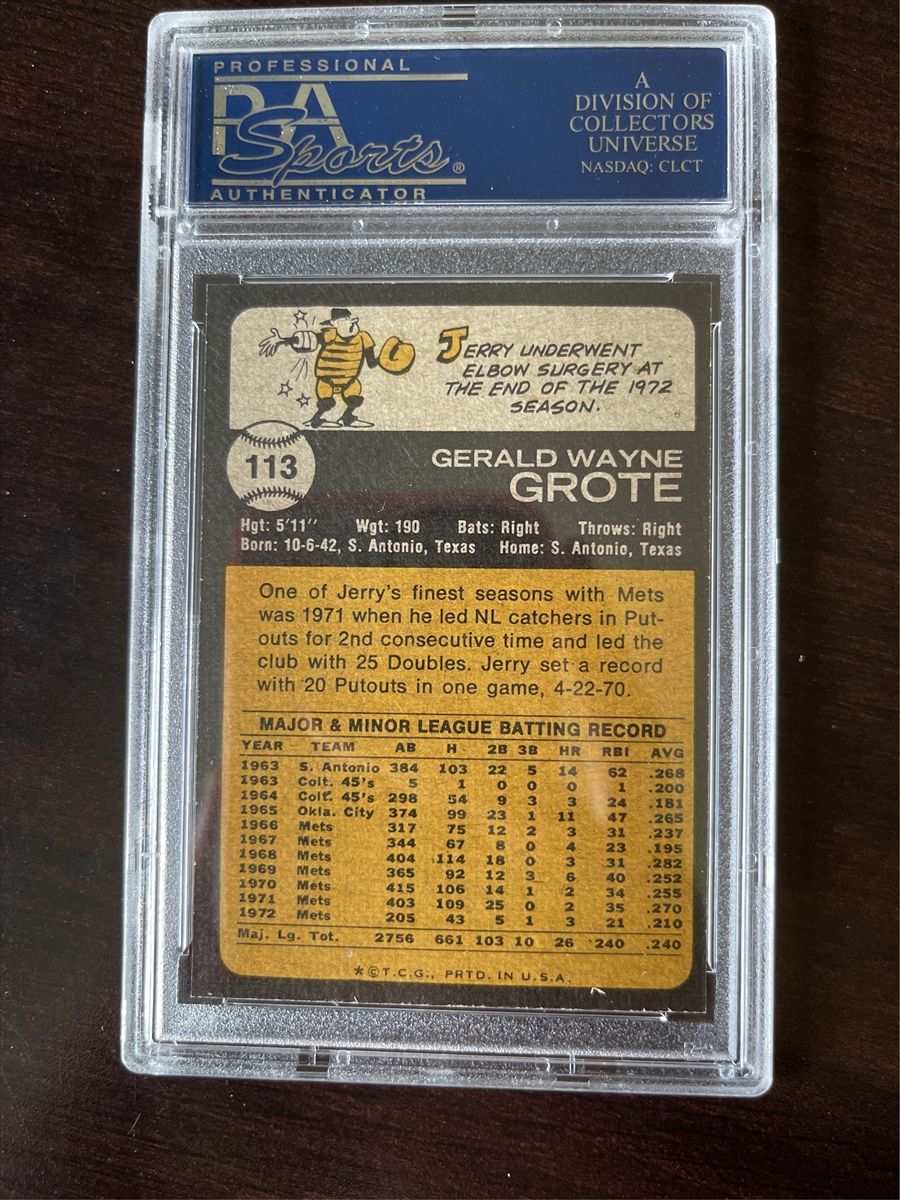 PROFESSIONAL
PSA
Sports®
AUTHENTICATOR
A
DIVISION OF
COLLECTORS
UNIVERSE
NASDAQ: CLCT
JERRY UNDERWENT
ELBOW SURGERY AT
THE END OF THE 1972
SEASON.
113
GERALD WAYNE
GROTE
Hgt: 5'11" Wgt: 190 Bats: Right Throws: Right
Born: 10-6-42, S. Antonio, Texas Home: S. Antonio, Texas
One of Jerry's finest seasons with Mets
was 1971 when he led NL catchers in Put-
outs for 2nd consecutive time and led the
club with 25 Doubles. Jerry set a record
with 20 Putouts in one game, 4-22-70.
MAJOR & MINOR LEAGUE BATTING RECORD
YEAR TEAM AB H 2B 3B HR RBI AVG
1963 S. Antonio 384 103 22 5 14 62 .268
1963 Colt. 45's 5 1 0 0 0 1 .200
1964 Colt. 45's 298 54 9 3 3 24 .181
1965 Okla. City 374 99 23 1 11 47 .265
1966 Mets 317 75 12 2 3 31 .237
1967 Mets 344 67 8 0 4 23 .195
1968 Mets 404 114 18 0 3 31 .282
1969 Mets 365 92 12 3 6 40 .252
1970 Mets 415 106 14 1 2 34 .255
1971 Mets 403 109 25 0 2 35 .270
1972 Mets 205 43 5 1 3 21 .210
Maj. Lg. Tot. 2756 661 103 10 26 240 .240
*©T.C.G., PRTD. IN U.S.A.